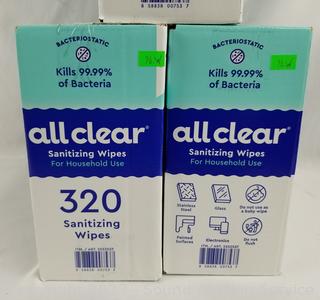 BACTERIOSTATIC
Kills 99.99%
of Bacteria
all clear®
Sanitizing Wipes
For Household Use
320
Sanitizing
Wipes
BACTERIOSTATIC
Kills 99.99%
of Bacteria
all clear®
Sanitizing Wipes
For Household Use
Stainless
Steel
Glass
Do not use as
a baby wipe
Painted
Surfaces
Electronics
Do not
flush